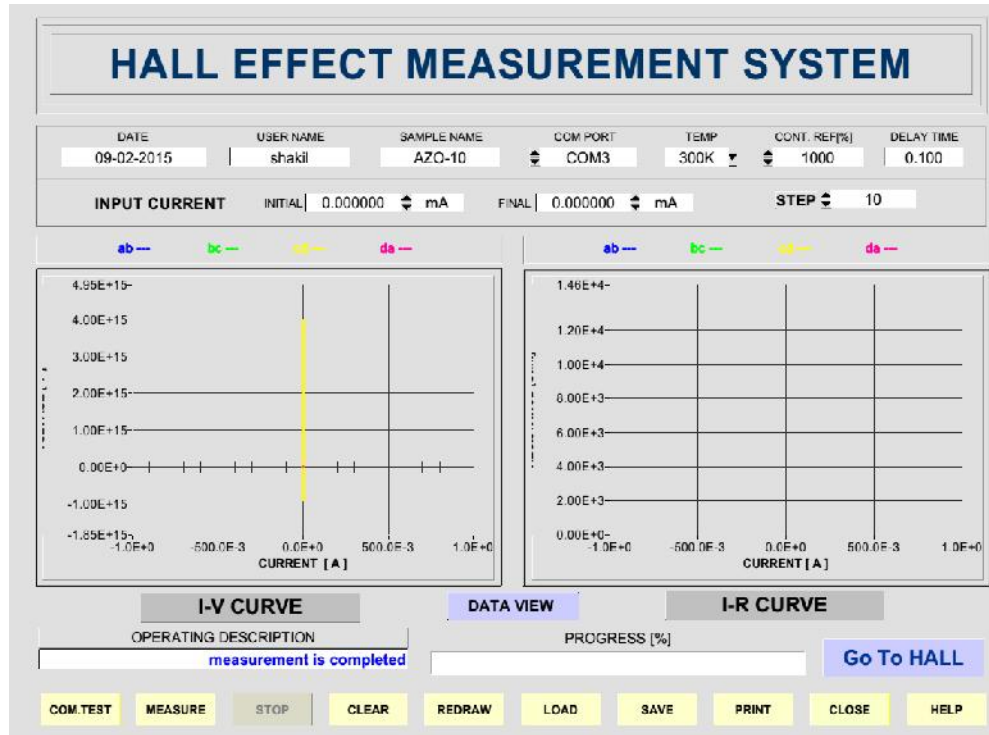 HALL EFFECT MEASUREMENT SYSTEM
DATE USER NAME SAMPLE NAME COM PORT TEMP CONT. REF[%] DELAY TIME
09-02-2015 shakil AZO-10 COM3 300K 1000 0.100
INPUT CURRENT INITIAL 0.000000 mA FINAL 0.000000 mA STEP 10
ab --- bc --- cd --- da --- ab --- bc --- da ---
4.95E+15
4.00E+15
3.00E+15
2.00E+15
1.00E+15
0.00E+0
-1.00E+15
-1.85E+15
-1.0E+0 -500.0E-3 0.0E+0 500.0E-3 1.0E+0
CURRENT [A]
1.46E+4
1.20E+4
1.00E+4
8.00E+3
6.00E+3
4.00E+3
2.00E+3
0.00E+0
-1.0E+0 -500.0E-3 0.0E+0 500.0E-3 1.0E+0
CURRENT [A]
I-V CURVE DATA VIEW I-R CURVE
OPERATING DESCRIPTION PROGRESS [%]
measurement is completed
Go To HALL
COM.TEST MEASURE STOP CLEAR REDRAW LOAD SAVE PRINT CLOSE HELP